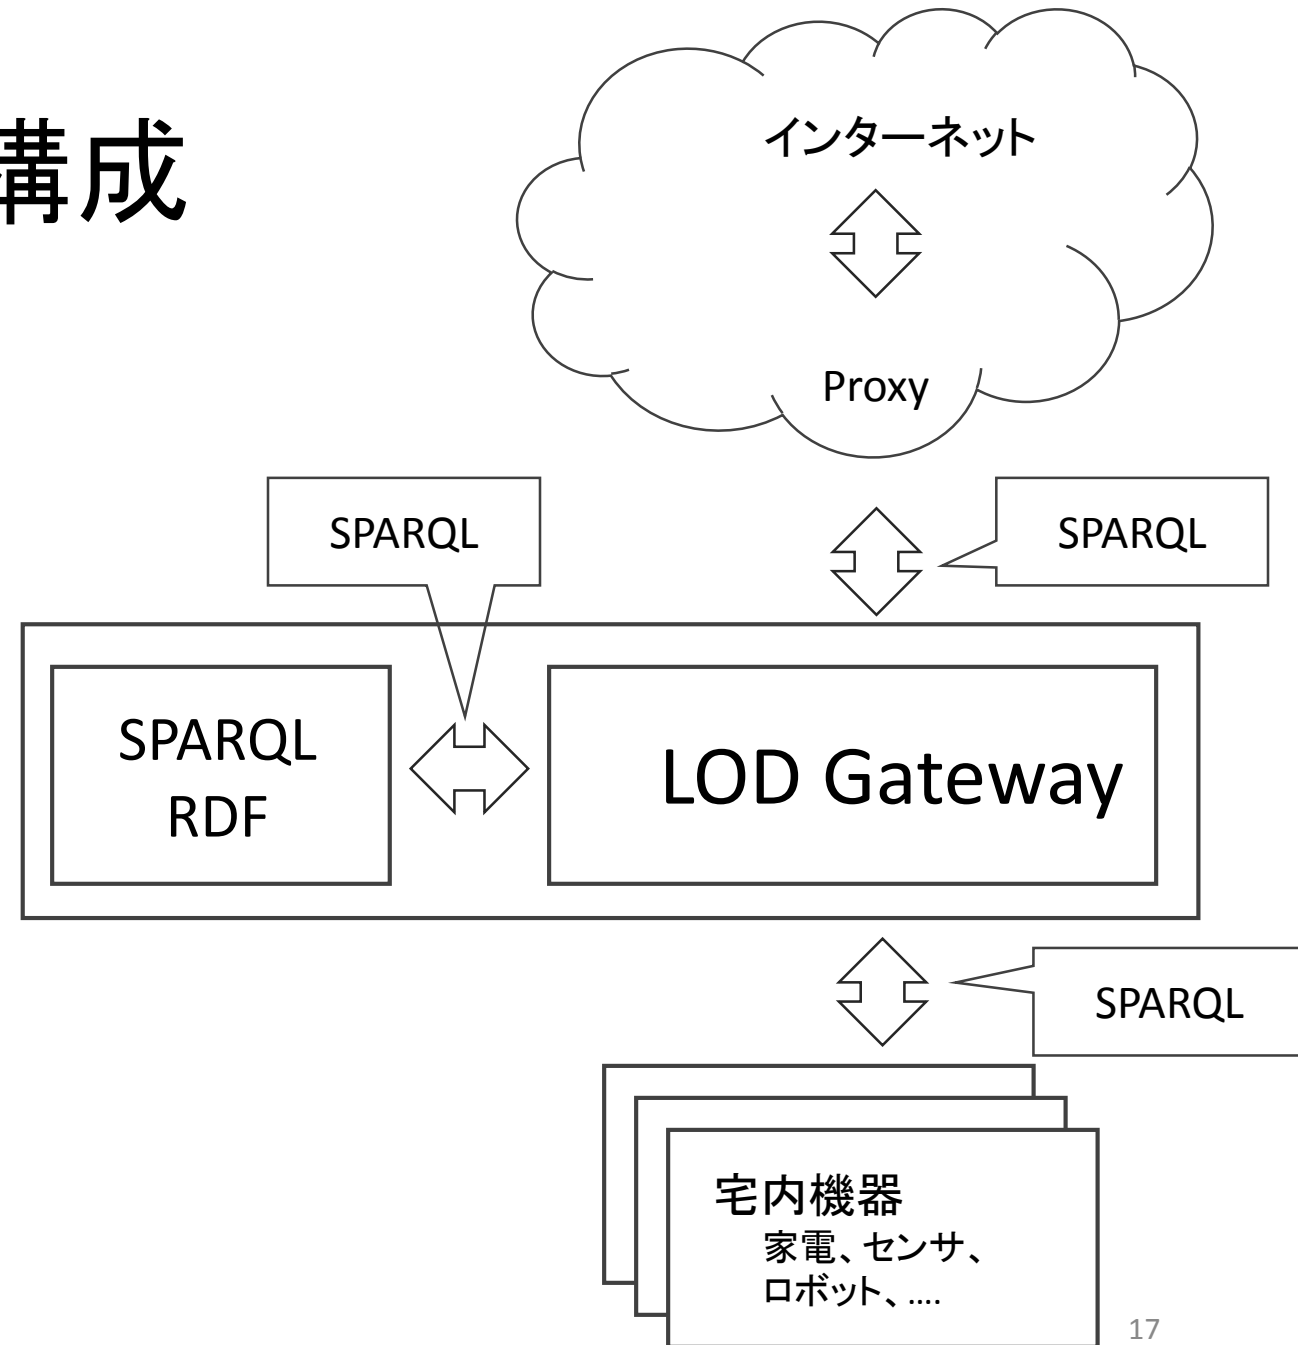 構成
インターネット
Proxy
SPARQL
SPARQL
SPARQL
RDF
LOD Gateway
SPARQL
宅内機器
家電、センサ、
ロボット、....
17